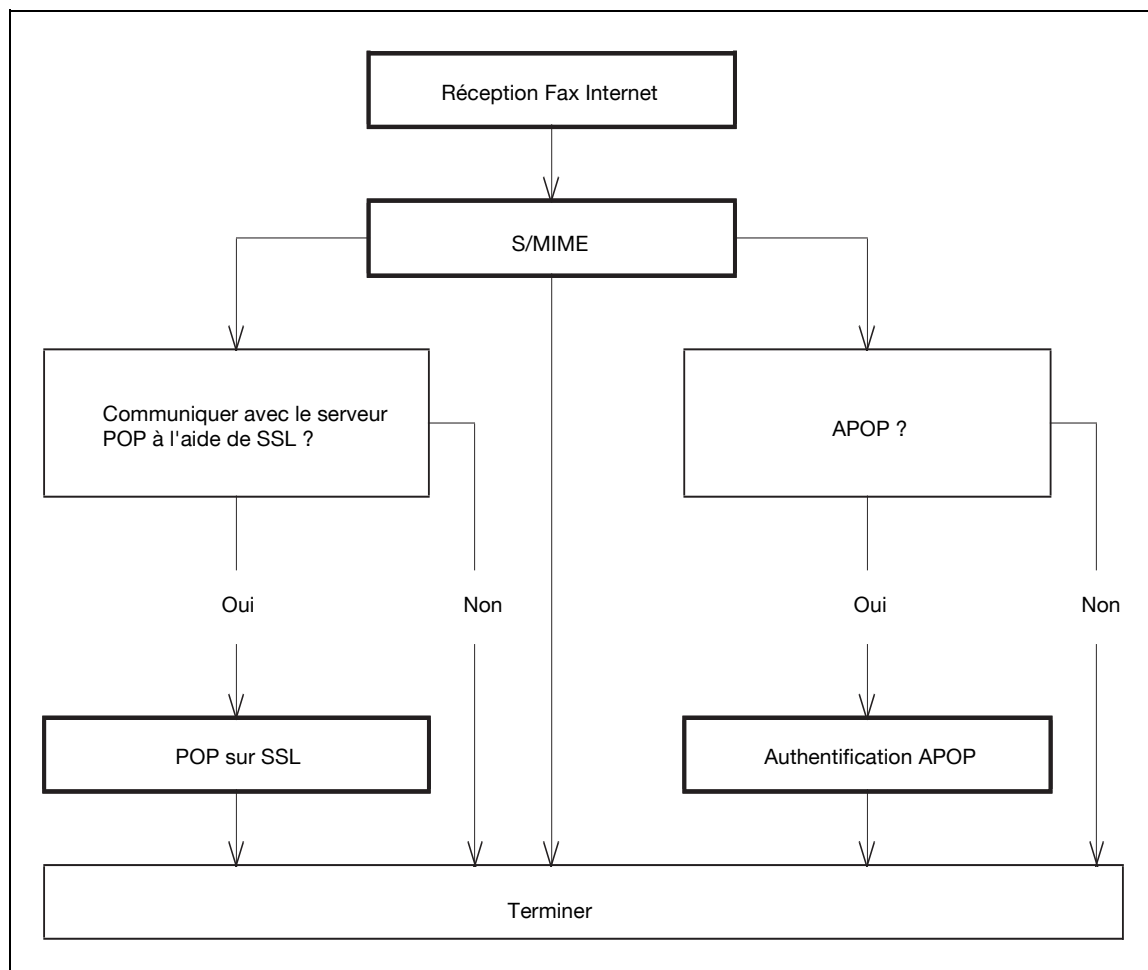 Réception Fax Internet
S/MIME
Communiquer avec le serveur
POP à l'aide de SSL ?
APOP ?
Oui
Non
Oui
Non
POP sur SSL
Authentification APOP
Terminer